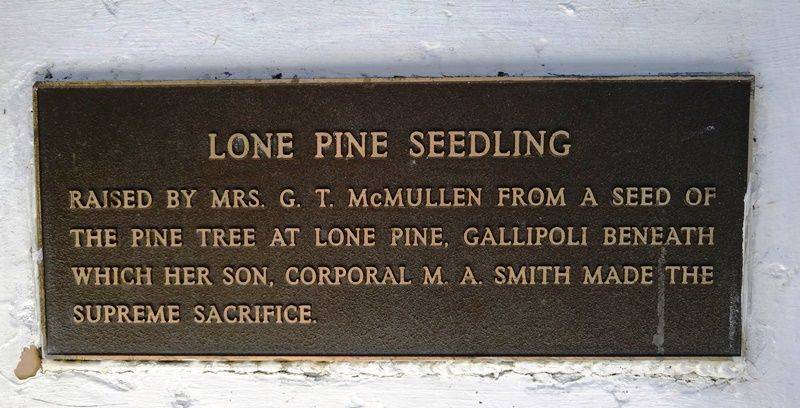 LONE PINE SEEDLING
RAISED BY MRS. G. T. McMULLEN FROM A SEED OF
THE PINE TREE AT LONE PINE, GALLIPOLI BENEATH
WHICH HER SON, CORPORAL M. A. SMITH MADE THE
SUPREME SACRIFICE.